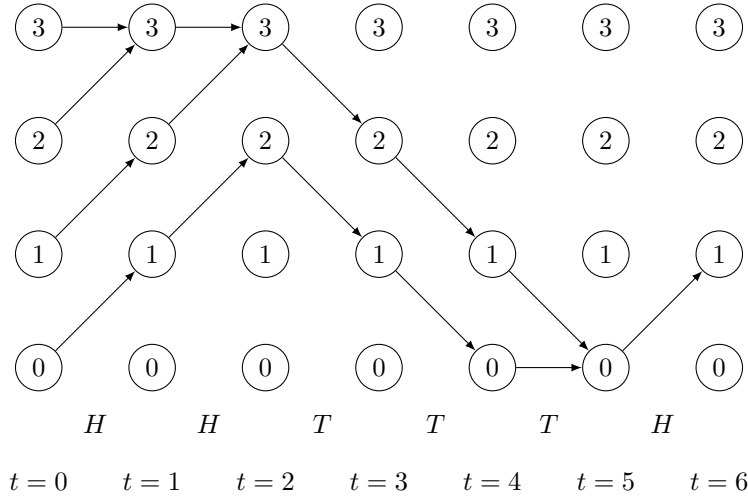 3 3 3 3 3 3 3
2 2 2 2 2 2 2
1 1 1 1 1 1 1
0 0 0 0 0 0 0
H H T T T H
t = 0 t = 1 t = 2 t = 3 t = 4 t = 5 t = 6